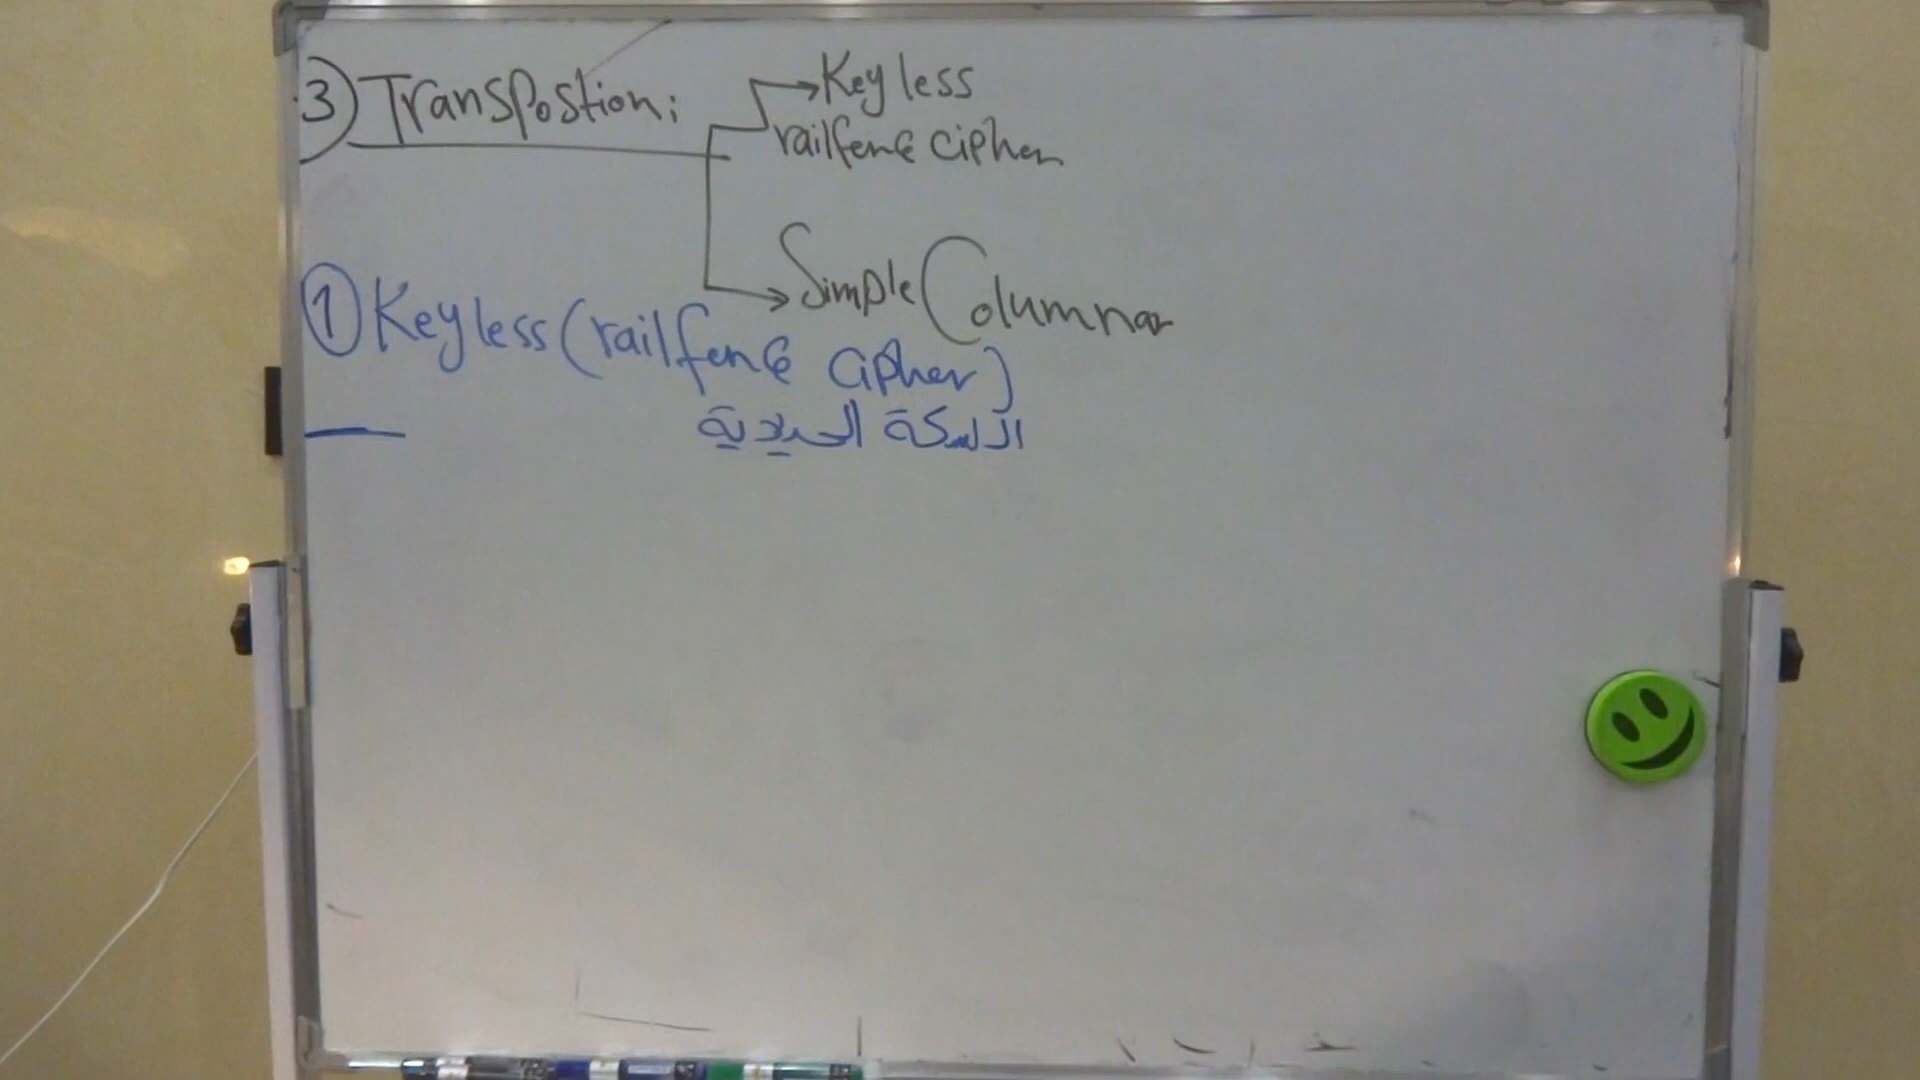 3) Transpostion:
Keyless
railfence cipher
Simple Columnar
1 Keyless (railfence cipher)
السكة الحديدية